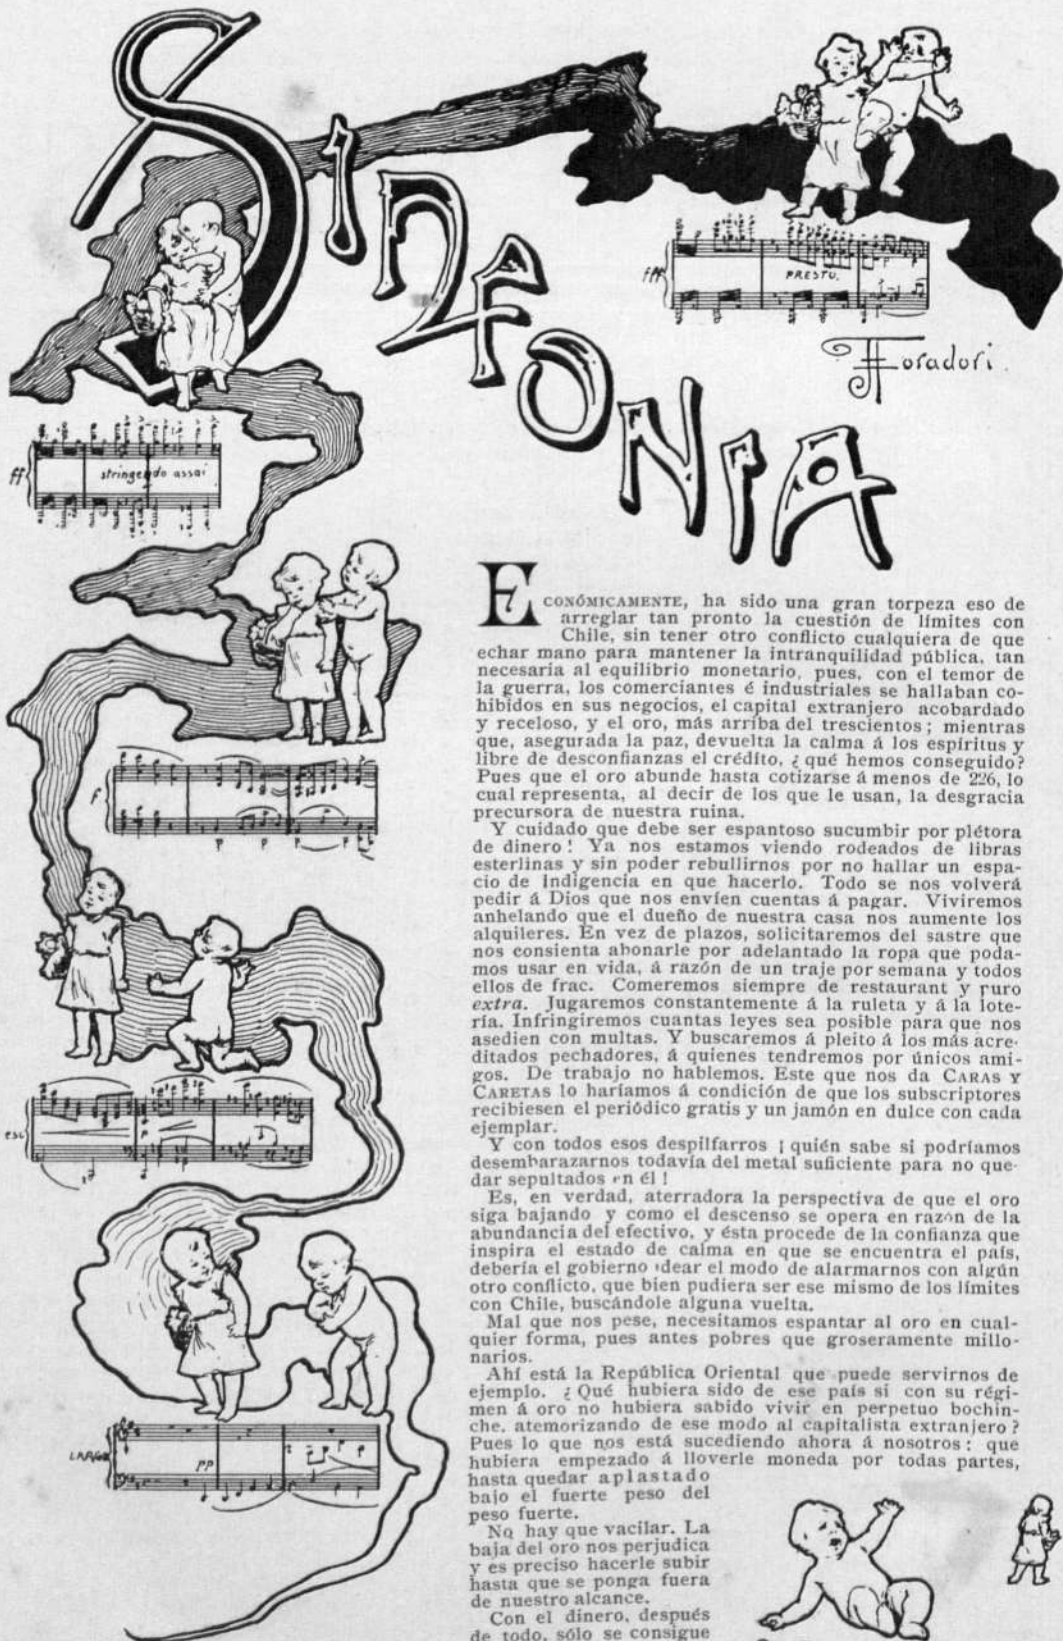 SINFONIA
fff
PRESTO.
Foradori.
ff
stringendo assai
f
LARGO
pp
ECONÓMICAMENTE, ha sido una gran torpeza eso de
arreglar tan pronto la cuestión de límites con
Chile, sin tener otro conflicto cualquiera de que
echar mano para mantener la intranquilidad pública, tan
necesaria al equilibrio monetario, pues, con el temor de
la guerra, los comerciantes é industriales se hallaban co-
hibidos en sus negocios, el capital extranjero acobardado
y receloso, y el oro, más arriba del trescientos; mientras
que, asegurada la paz, devuelta la calma á los espíritus y
libre de desconfianzas el crédito, ¿qué hemos conseguido?
Pues que el oro abunde hasta cotizarse á menos de 226, lo
cual representa, al decir de los que le usan, la desgracia
precursora de nuestra ruina.
Y cuidado que debe ser espantoso sucumbir por plétora
de dinero! Ya nos estamos viendo rodeados de libras
esterlinas y sin poder rebullirnos por no hallar un espa-
cio de indigencia en que hacerlo. Todo se nos volverá
pedir á Dios que nos envíen cuentas á pagar. Viviremos
anhelando que el dueño de nuestra casa nos aumente los
alquileres. En vez de plazos, solicitaremos del sastre que
nos consienta abonarle por adelantado la ropa que poda-
mos usar en vida, á razón de un traje por semana y todos
ellos de frac. Comeremos siempre de restaurant y puro
extra. Jugaremos constantemente á la ruleta y á la lote-
ría. Infringiremos cuantas leyes sea posible para que nos
asedien con multas. Y buscaremos á pleito á los más acre-
ditados pechadores, á quienes tendremos por únicos ami-
gos. De trabajo no hablemos. Este que nos da CARAS Y
CARETAS lo haríamos á condición de que los subscriptores
recibiesen el periódico gratis y un jamón en dulce con cada
ejemplar.
Y con todos esos despilfarros ¡quién sabe si podríamos
desembarazarnos todavía del metal suficiente para no que-
dar sepultados en él!
Es, en verdad, aterradora la perspectiva de que el oro
siga bajando y como el descenso se opera en razón de la
abundancia del efectivo, y ésta procede de la confianza que
inspira el estado de calma en que se encuentra el país,
debería el gobierno idear el modo de alarmarnos con algún
otro conflicto, que bien pudiera ser ese mismo de los límites
con Chile, buscándole alguna vuelta.
Mal que nos pese, necesitamos espantar al oro en cual-
quier forma, pues antes pobres que groseramente millo-
narios.
Ahí está la República Oriental que puede servirnos de
ejemplo. ¿Qué hubiera sido de ese país si con su régi-
men á oro no hubiera sabido vivir en perpetuo bochin-
che, atemorizando de ese modo al capitalista extranjero?
Pues lo que nos está sucediendo ahora á nosotros: que
hubiera empezado á lloverle moneda por todas partes,
hasta quedar aplastado
bajo el fuerte peso del
peso fuerte.
No hay que vacilar. La
baja del oro nos perjudica
y es preciso hacerle subir
hasta que se ponga fuera
de nuestro alcance.
Con el dinero, después
de todo, sólo se consigue